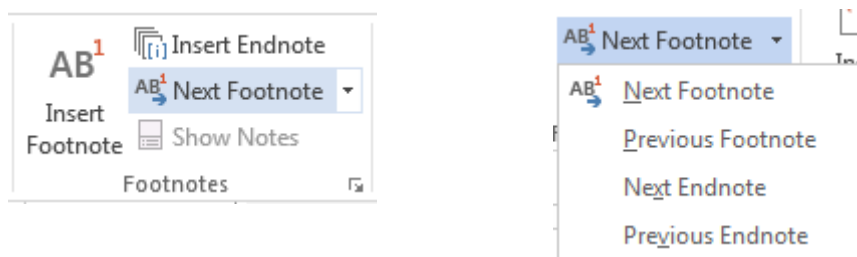 AB1
Insert
Footnote
[i] Insert Endnote
AB1 Next Footnote
Show Notes
Footnotes
AB1 Next Footnote
AB1 Next Footnote
Previous Footnote
Next Endnote
Previous Endnote